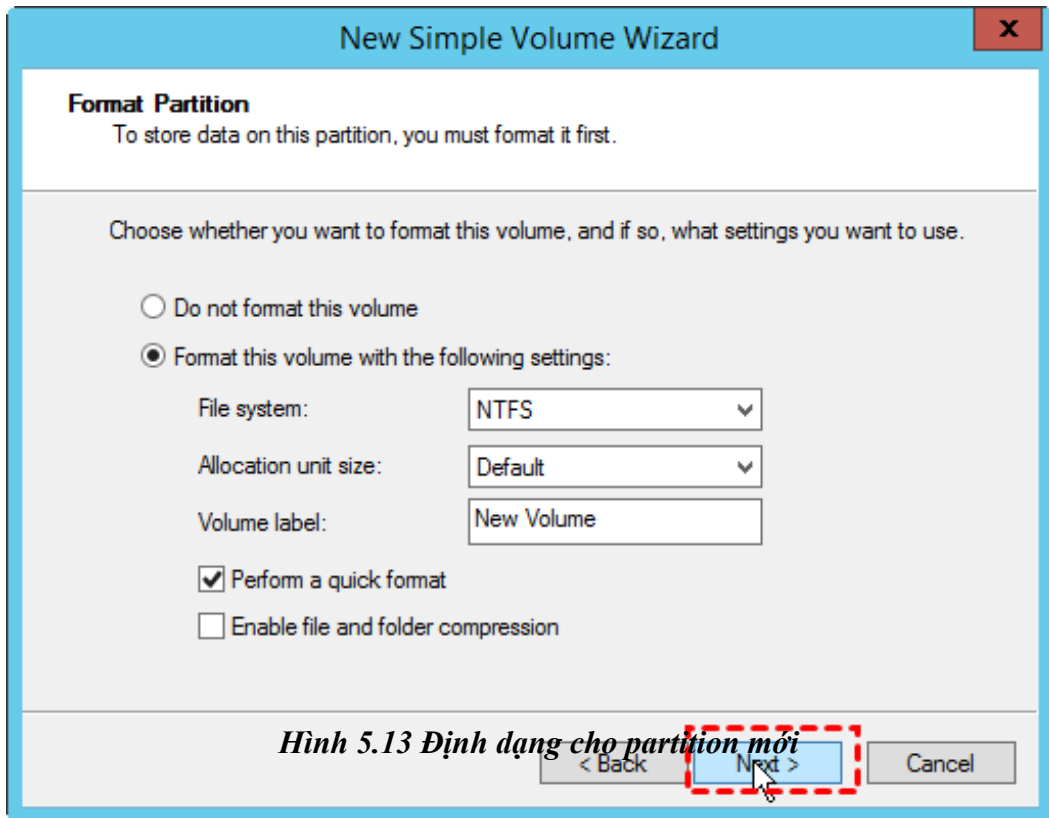 New Simple Volume Wizard
x
Format Partition
To store data on this partition, you must format it first.
Choose whether you want to format this volume, and if so, what settings you want to use.
Do not format this volume
Format this volume with the following settings:
File system: NTFS
Allocation unit size: Default
Volume label: New Volume
Perform a quick format
Enable file and folder compression
Hình 5.13 Định dạng cho partition mới
< Back Next > Cancel